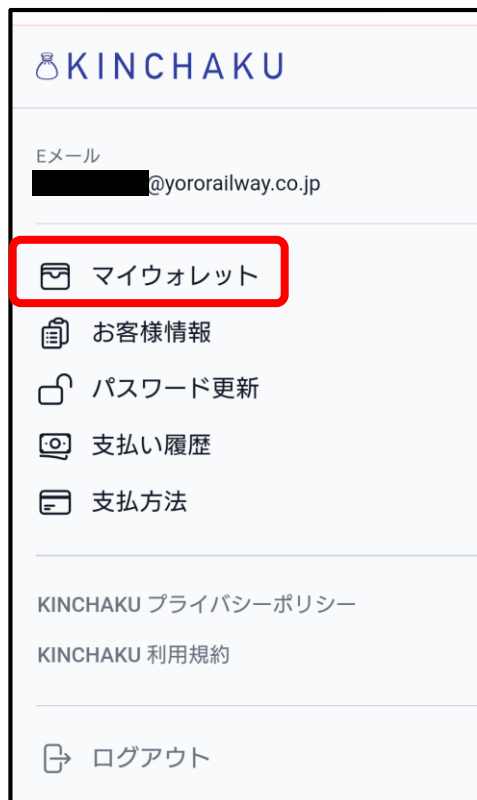 KINCHAKU
Eメール
@yororailway.co.jp
マイウォレット
お客様情報
パスワード更新
支払い履歴
支払方法
KINCHAKU プライバシーポリシー
KINCHAKU 利用規約
ログアウト